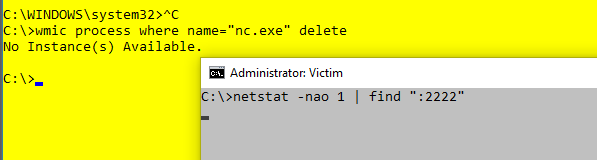 C:\WINDOWS\system32>^C
C:\>wmic process where name="nc.exe" delete
No Instance(s) Available.
C:\>
Administrator: Victim
C:\>netstat -nao 1 | find ":2222"